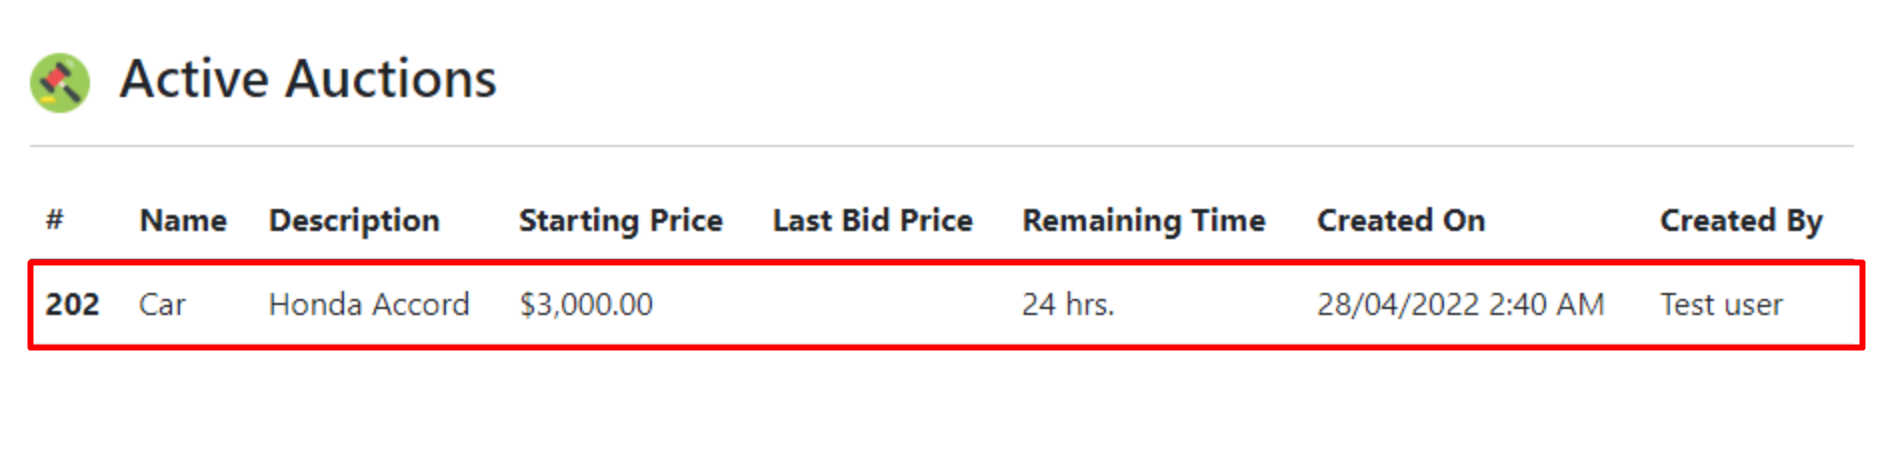 Active Auctions
# Name Description Starting Price Last Bid Price Remaining Time Created On Created By
202 Car Honda Accord $3,000.00 24 hrs. 28/04/2022 2:40 AM Test user